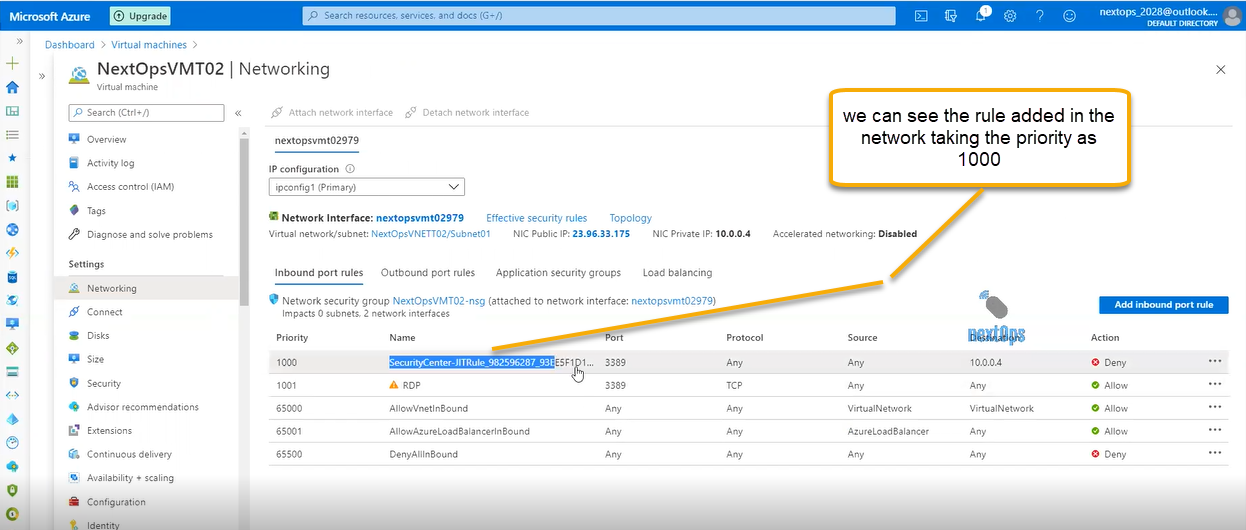 Microsoft Azure
Upgrade
Search resources, services, and docs (G+/)
1
nextops_2028@outlook....
DEFAULT DIRECTORY
Dashboard > Virtual machines >
NextOpsVMT02 | Networking
Virtual machine
Search (Ctrl+/)
Overview
Activity log
Access control (IAM)
Tags
Diagnose and solve problems
Settings
Networking
Connect
Disks
Size
Security
Advisor recommendations
Extensions
Continuous delivery
Availability + scaling
Configuration
Identity
Attach network interface Detach network interface
nextopsvmt02979
IP configuration
ipconfig1 (Primary)
Network Interface: nextopsvmt02979 Effective security rules Topology
Virtual network/subnet: NextOpsVNETT02/Subnet01 NIC Public IP: 23.96.33.175 NIC Private IP: 10.0.0.4 Accelerated networking: Disabled
Inbound port rules Outbound port rules Application security groups Load balancing
Network security group NextOpsVMT02-nsg (attached to network interface: nextopsvmt02979)
Impacts 0 subnets, 2 network interfaces
Add inbound port rule
Priority Name Port Protocol Source Destination Action
1000 SecurityCenter-JITRule_982596287_93EE5F1D1... 3389 Any Any 10.0.0.4 Deny
1001 RDP 3389 TCP Any Any Allow
65000 AllowVnetInBound Any Any VirtualNetwork VirtualNetwork Allow
65001 AllowAzureLoadBalancerInBound Any Any AzureLoadBalancer Any Allow
65500 DenyAllInBound Any Any Any Any Deny
we can see the rule added in the
network taking the priority as
1000
nextOps